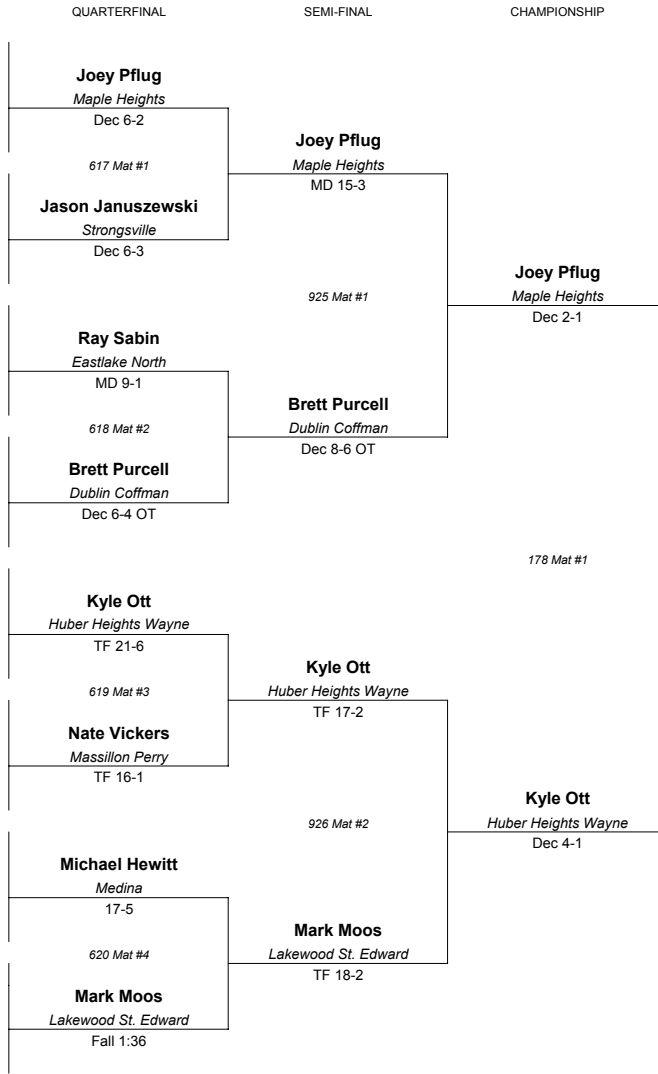 QUARTERFINAL SEMI-FINAL CHAMPIONSHIP
Joey Pflug
Maple Heights
Dec 6-2
617 Mat #1
Jason Januszewski
Strongsville
Dec 6-3
Joey Pflug
Maple Heights
MD 15-3
925 Mat #1
Ray Sabin
Eastlake North
MD 9-1
618 Mat #2
Brett Purcell
Dublin Coffman
Dec 6-4 OT
Brett Purcell
Dublin Coffman
Dec 8-6 OT
Joey Pflug
Maple Heights
Dec 2-1
178 Mat #1
Kyle Ott
Huber Heights Wayne
TF 21-6
619 Mat #3
Nate Vickers
Massillon Perry
TF 16-1
Kyle Ott
Huber Heights Wayne
TF 17-2
926 Mat #2
Michael Hewitt
Medina
17-5
620 Mat #4
Mark Moos
Lakewood St. Edward
Fall 1:36
Mark Moos
Lakewood St. Edward
TF 18-2
Kyle Ott
Huber Heights Wayne
Dec 4-1